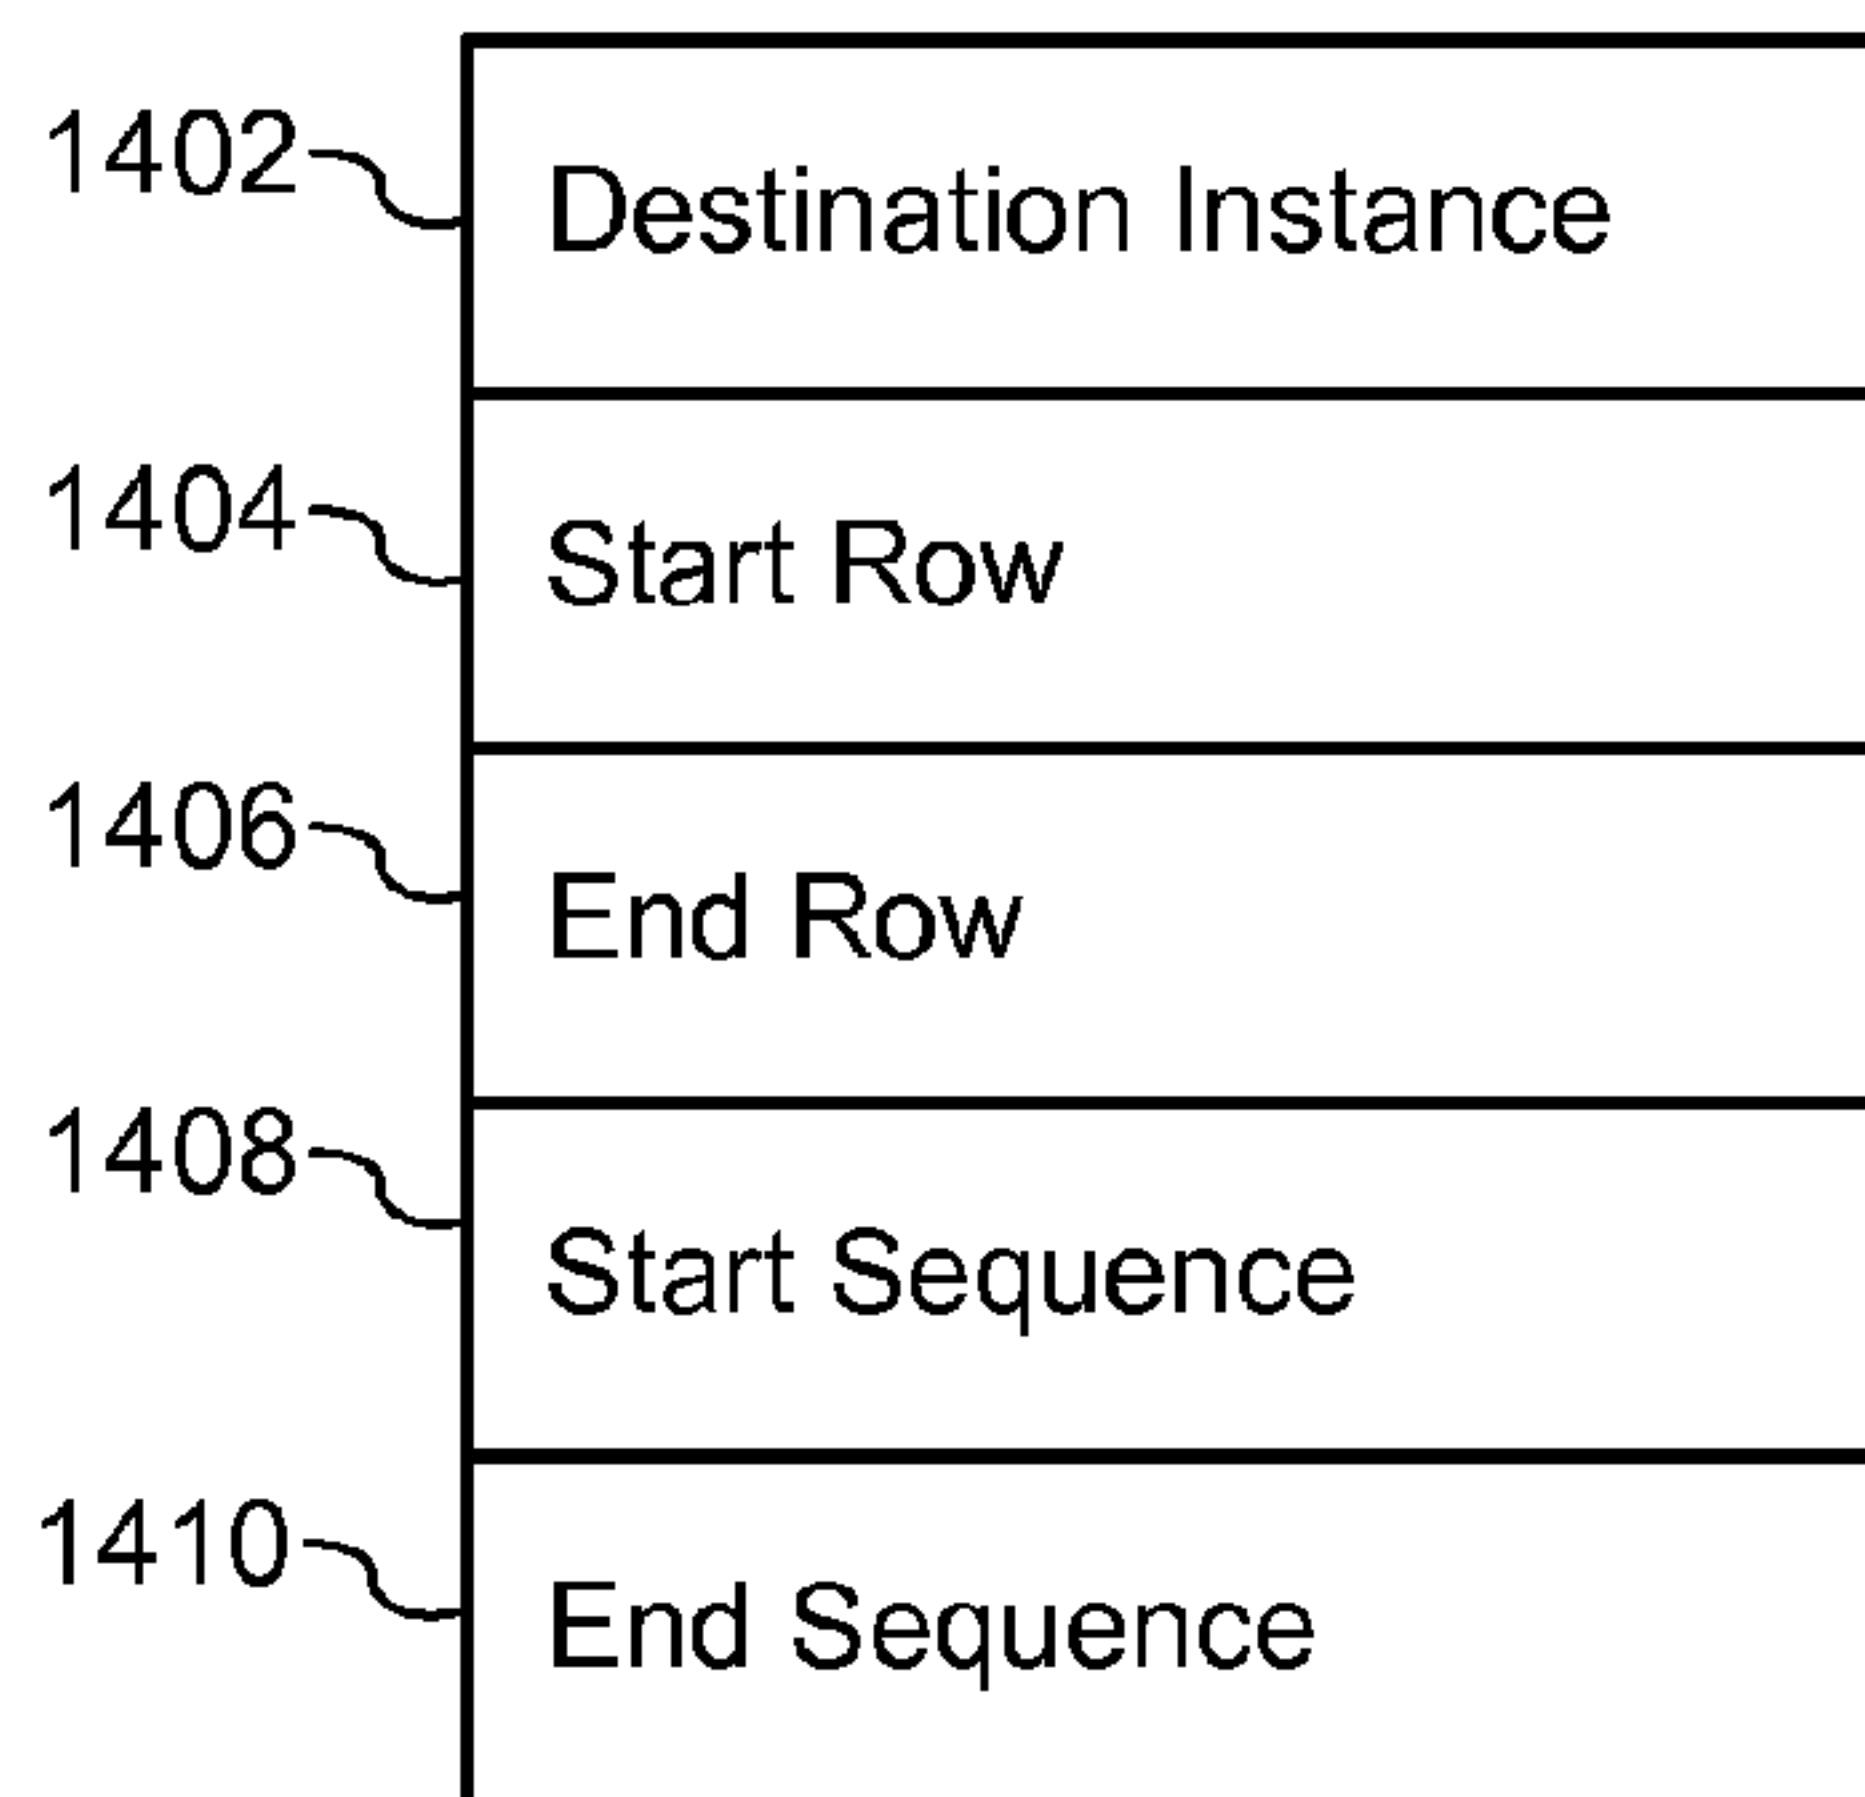 1402
Destination Instance
1404
Start Row
1406
End Row
1408
Start Sequence
1410
End Sequence